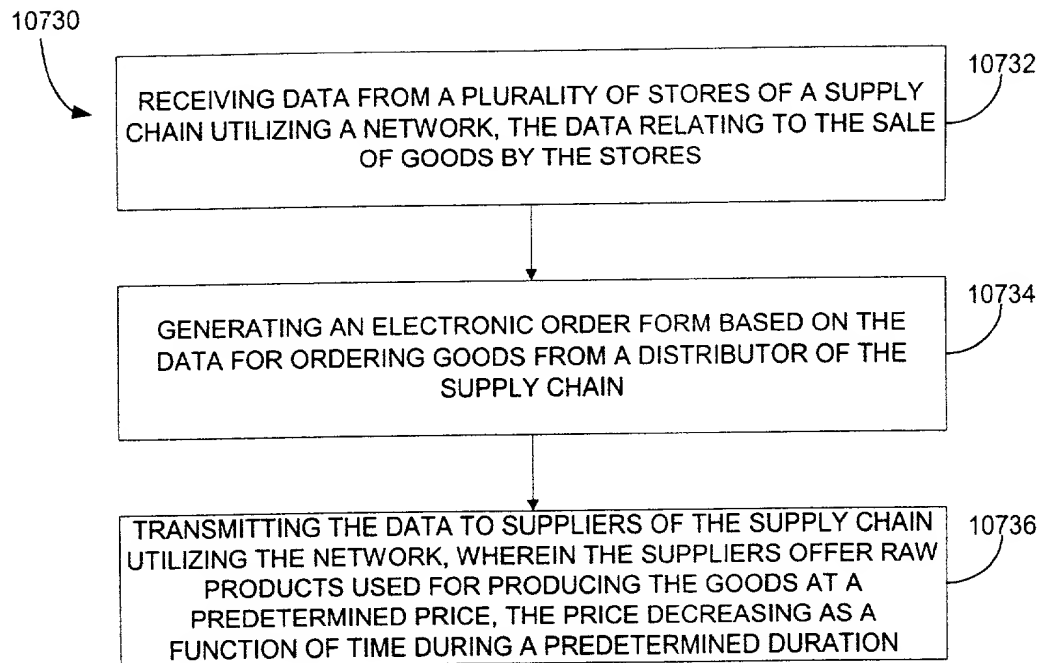 10730
10732
RECEIVING DATA FROM A PLURALITY OF STORES OF A SUPPLY
CHAIN UTILIZING A NETWORK, THE DATA RELATING TO THE SALE
OF GOODS BY THE STORES
10734
GENERATING AN ELECTRONIC ORDER FORM BASED ON THE
DATA FOR ORDERING GOODS FROM A DISTRIBUTOR OF THE
SUPPLY CHAIN
10736
TRANSMITTING THE DATA TO SUPPLIERS OF THE SUPPLY CHAIN
UTILIZING THE NETWORK, WHEREIN THE SUPPLIERS OFFER RAW
PRODUCTS USED FOR PRODUCING THE GOODS AT A
PREDETERMINED PRICE, THE PRICE DECREASING AS A
FUNCTION OF TIME DURING A PREDETERMINED DURATION